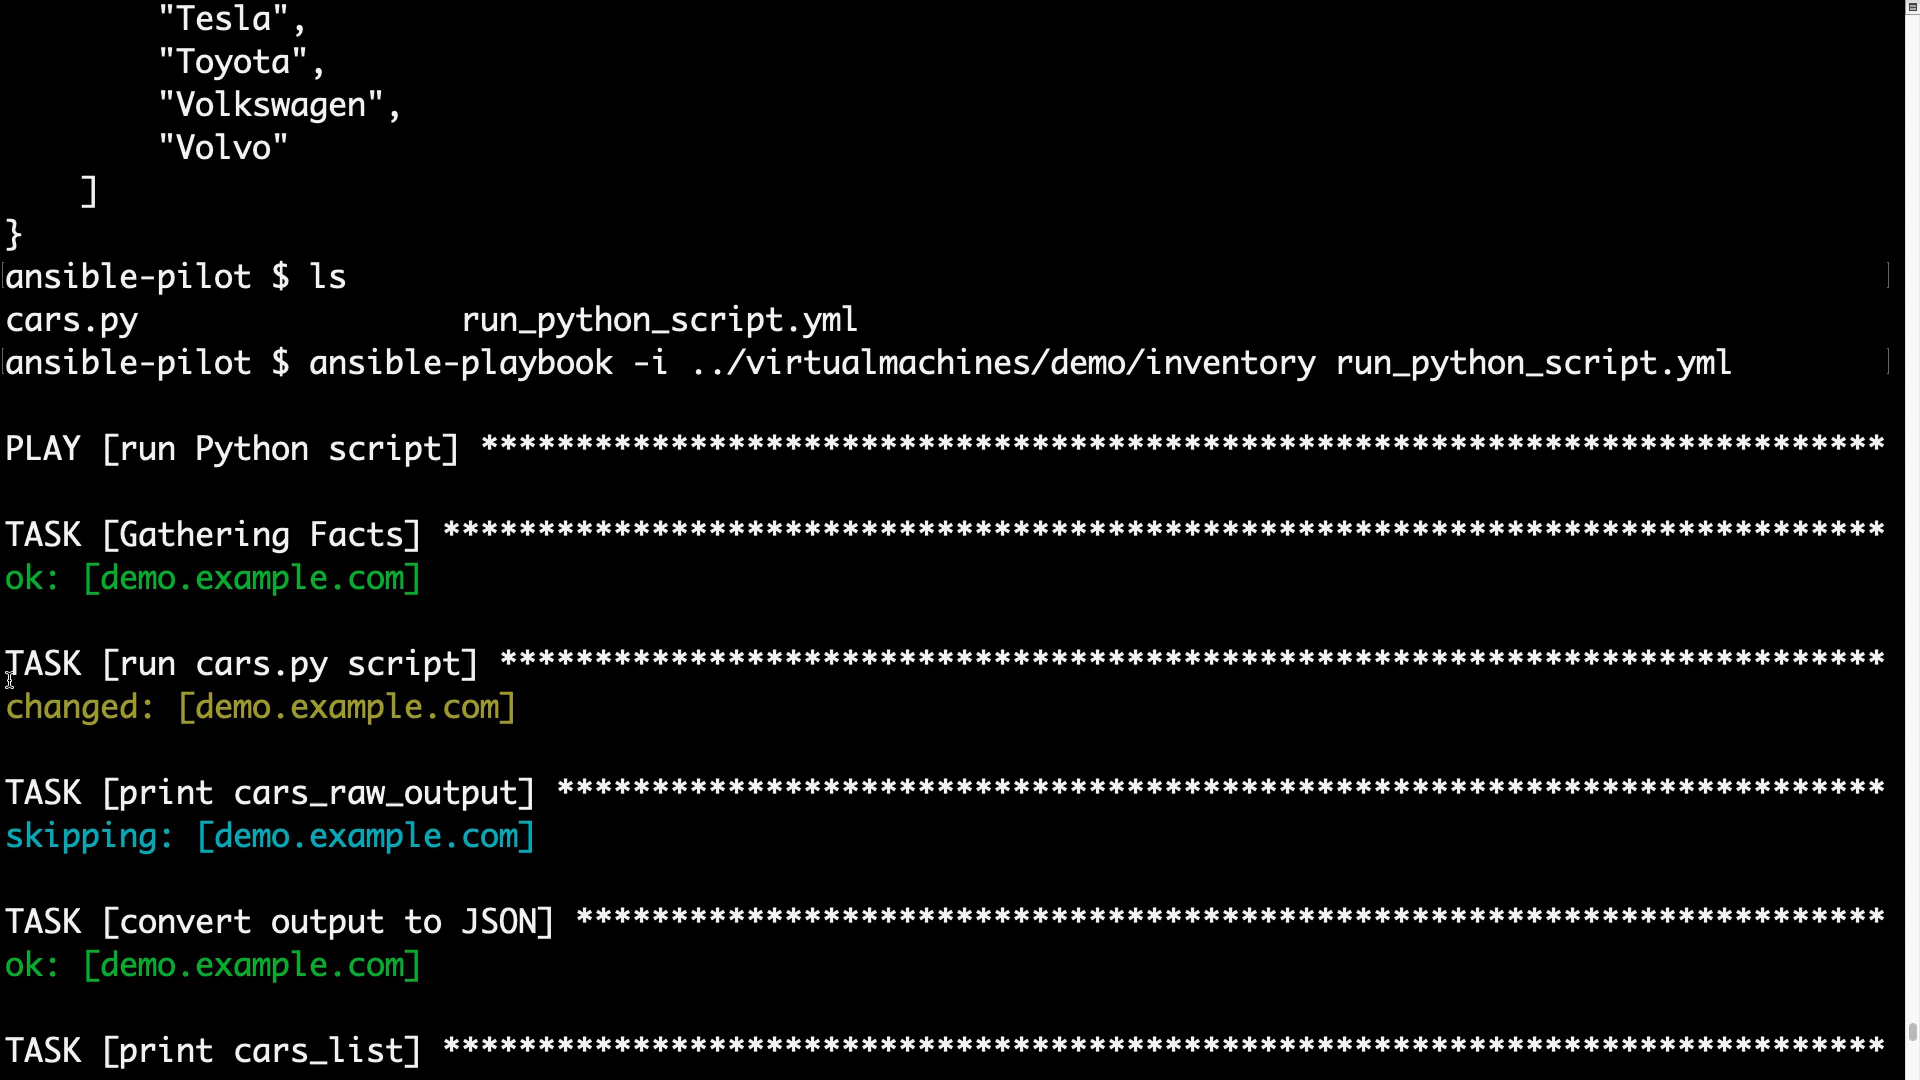 "Tesla",
"Toyota",
"Volkswagen",
"Volvo"
]
}
ansible-pilot $ ls
cars.py run_python_script.yml
ansible-pilot $ ansible-playbook -i ../virtualmachines/demo/inventory run_python_script.yml
PLAY [run Python script] **************************************************************************
TASK [Gathering Facts] ****************************************************************************
ok: [demo.example.com]
TASK [run cars.py script] *************************************************************************
changed: [demo.example.com]
TASK [print cars_raw_output] **********************************************************************
skipping: [demo.example.com]
TASK [convert output to JSON] *********************************************************************
ok: [demo.example.com]
TASK [print cars_list] ****************************************************************************